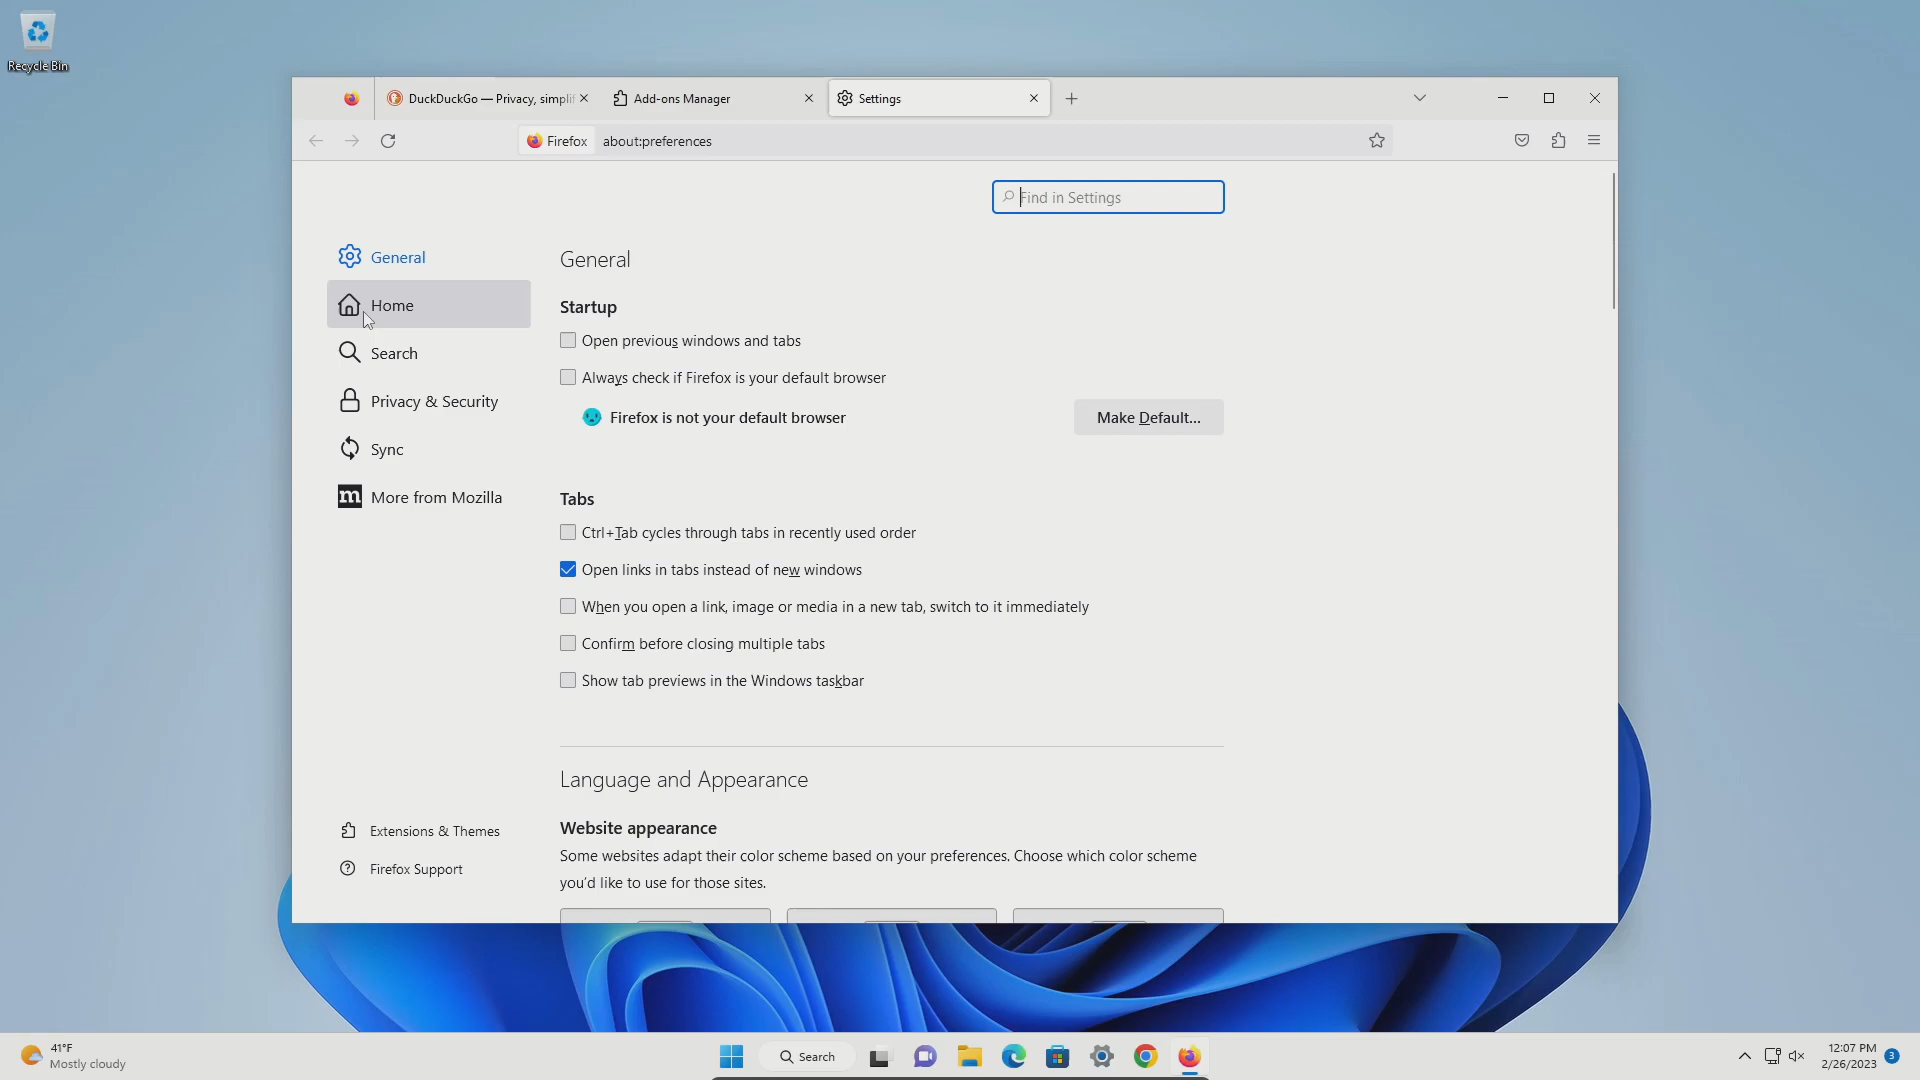 Recycle Bin
DuckDuckGo — Privacy, simplif
Add-ons Manager
Settings
Firefox
about:preferences
Find in Settings
General
Home
Search
Privacy & Security
Sync
m More from Mozilla
Extensions & Themes
Firefox Support
General
Startup
Open previous windows and tabs
Always check if Firefox is your default browser
Firefox is not your default browser
Make Default...
Tabs
Ctrl+Tab cycles through tabs in recently used order
Open links in tabs instead of new windows
When you open a link, image or media in a new tab, switch to it immediately
Confirm before closing multiple tabs
Show tab previews in the Windows taskbar
Language and Appearance
Website appearance
Some websites adapt their color scheme based on your preferences. Choose which color scheme
you’d like to use for those sites.
41°F
Mostly cloudy
Search
12:07 PM
2/26/2023
3